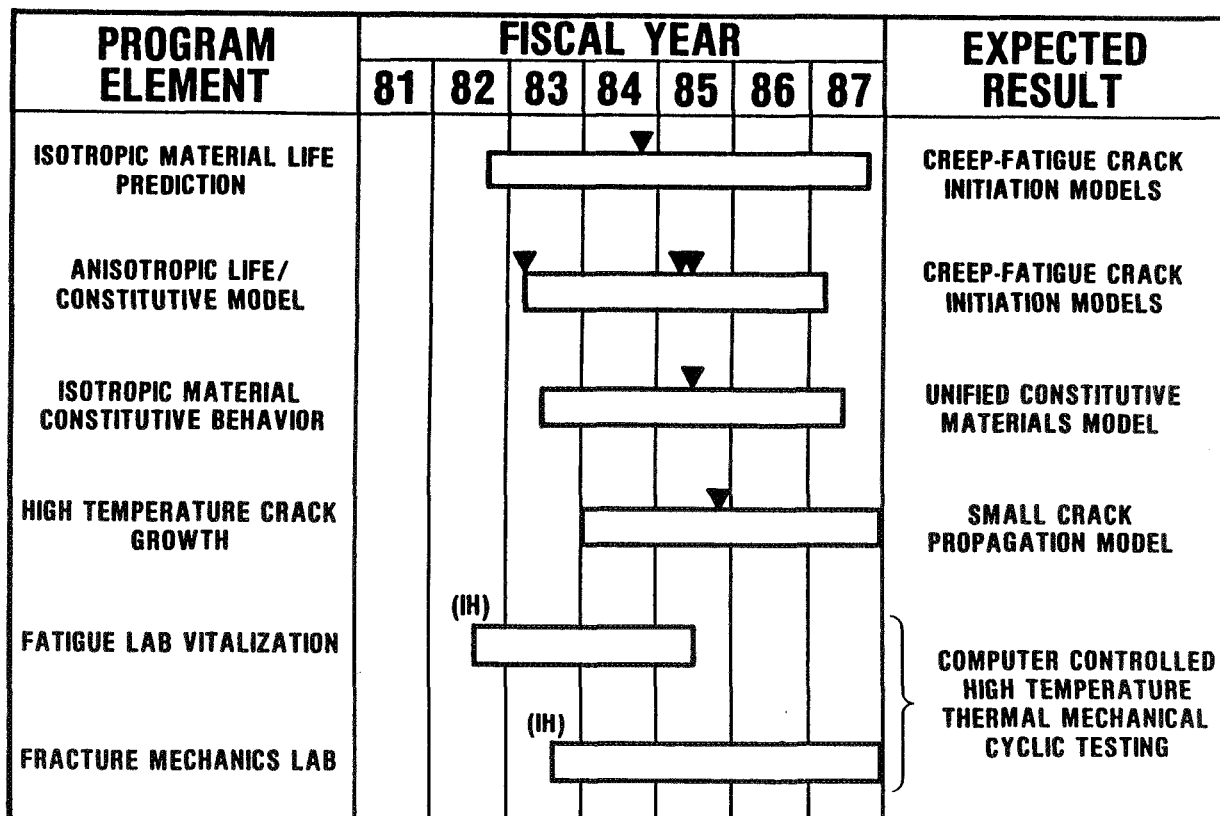 PROGRAM
ELEMENT
FISCAL YEAR
81 82 83 84 85 86 87
EXPECTED
RESULT
ISOTROPIC MATERIAL LIFE
PREDICTION
CREEP-FATIGUE CRACK
INITIATION MODELS
ANISOTROPIC LIFE/
CONSTITUTIVE MODEL
CREEP-FATIGUE CRACK
INITIATION MODELS
ISOTROPIC MATERIAL
CONSTITUTIVE BEHAVIOR
UNIFIED CONSTITUTIVE
MATERIALS MODEL
HIGH TEMPERATURE CRACK
GROWTH
SMALL CRACK
PROPAGATION MODEL
FATIGUE LAB VITALIZATION
(IH)
FRACTURE MECHANICS LAB
(IH)
COMPUTER CONTROLLED
HIGH TEMPERATURE
THERMAL MECHANICAL
CYCLIC TESTING